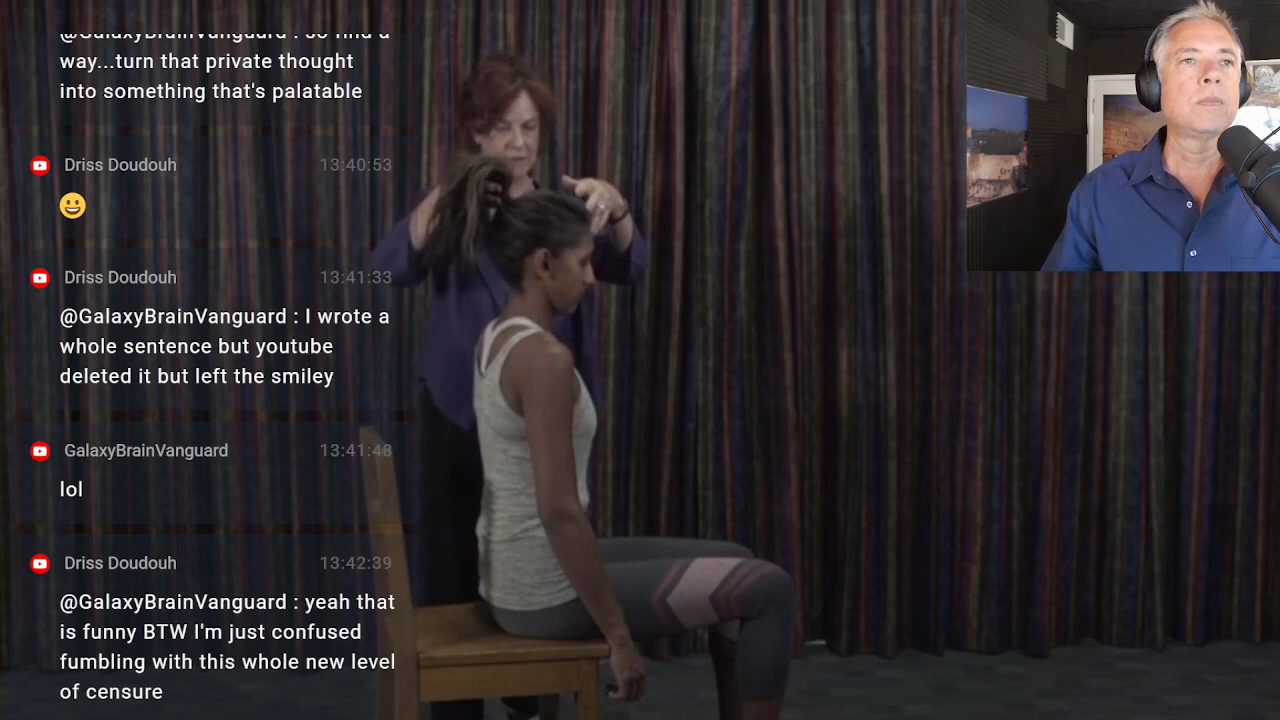 @GalaxyBrainVanguard : so find a
way...turn that private thought
into something that's palatable
Driss Doudouh 13:40:53
Driss Doudouh 13:41:33
@GalaxyBrainVanguard : I wrote a
whole sentence but youtube
deleted it but left the smiley
GalaxyBrainVanguard 13:41:48
lol
Driss Doudouh 13:42:39
@GalaxyBrainVanguard : yeah that
is funny BTW I'm just confused
fumbling with this whole new level
of censure